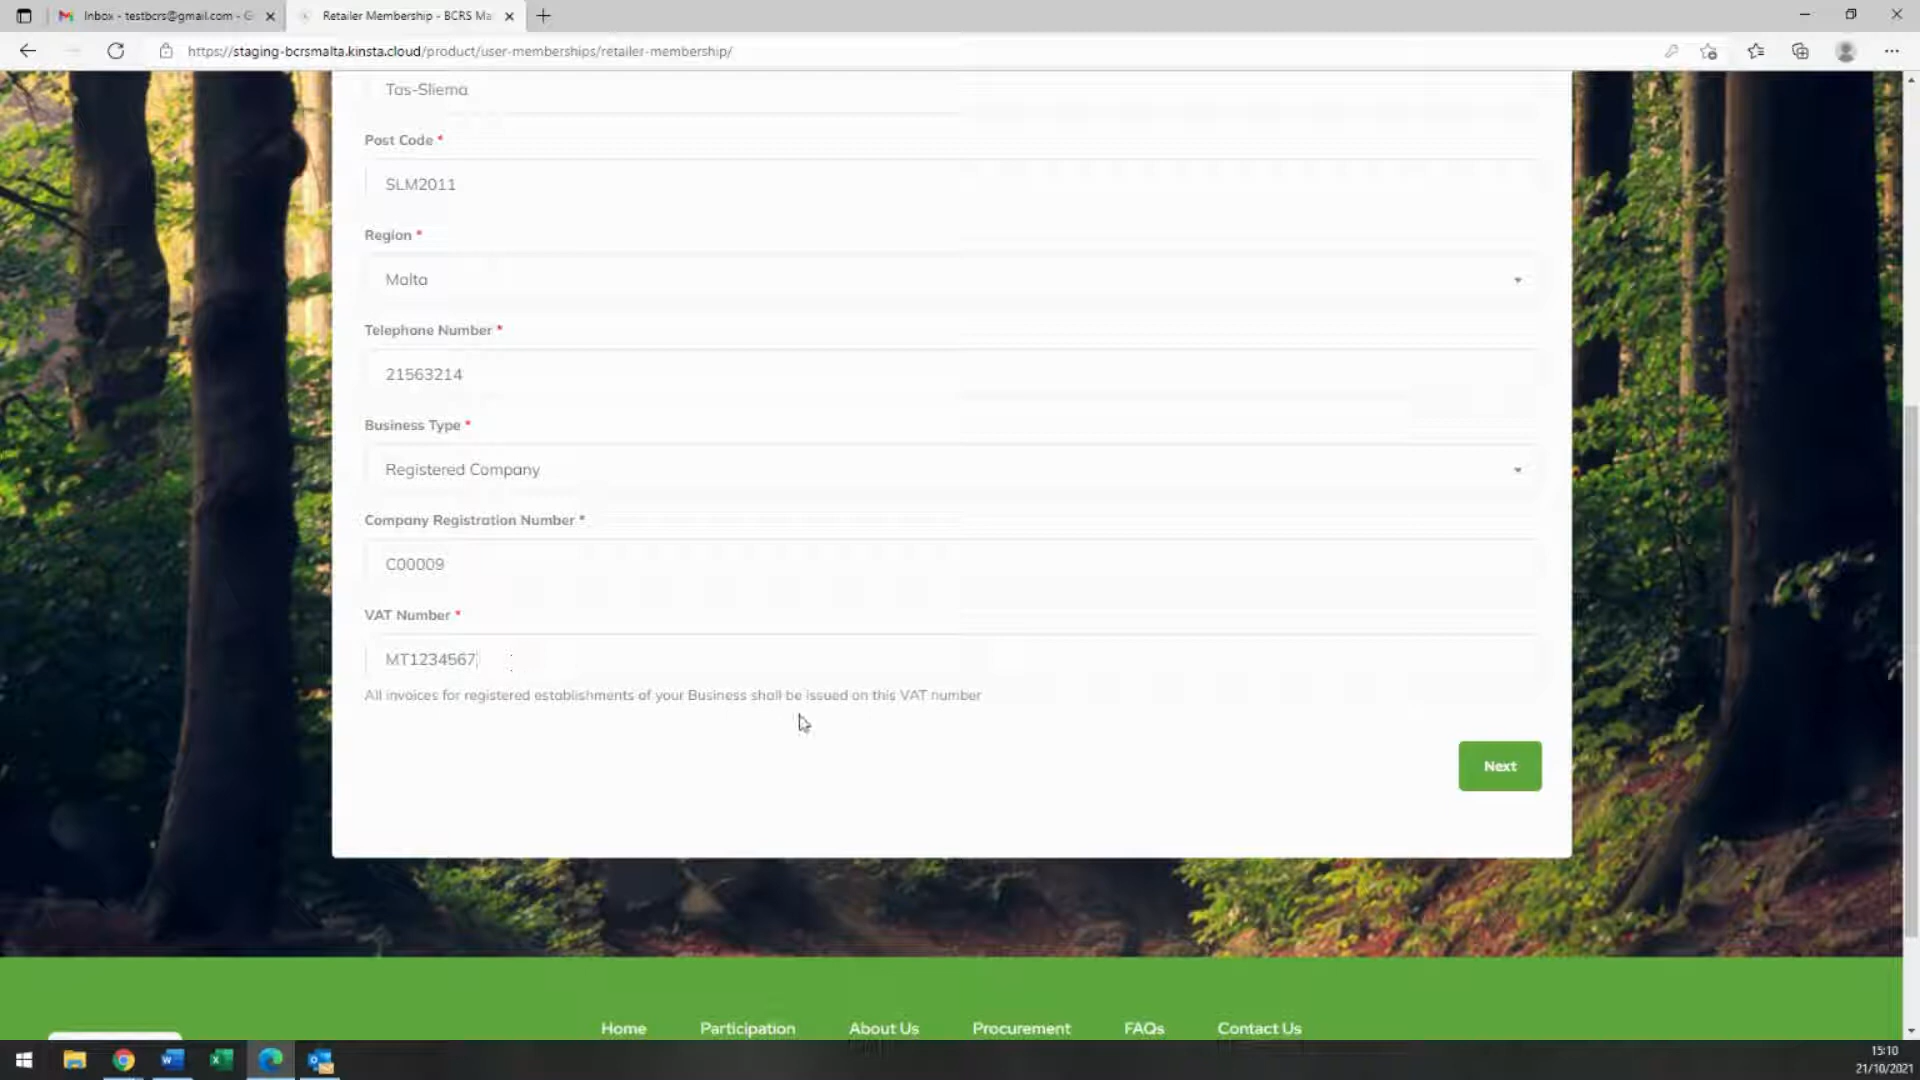 Inbox - testbcrs@gmail.com - G
Retailer Membership - BCRS Ma
https://staging-bcrsmalta.kinsta.cloud/product/user-memberships/retailer-membership/
Tas-Sliema
Post Code *
SLM2011
Region *
Malta
Telephone Number *
21563214
Business Type *
Registered Company
Company Registration Number *
C00009
VAT Number *
MT1234567
All invoices for registered establishments of your Business shall be issued on this VAT number
Next
Home
Participation
About Us
Procurement
FAQs
Contact Us
15:10
21/10/2021